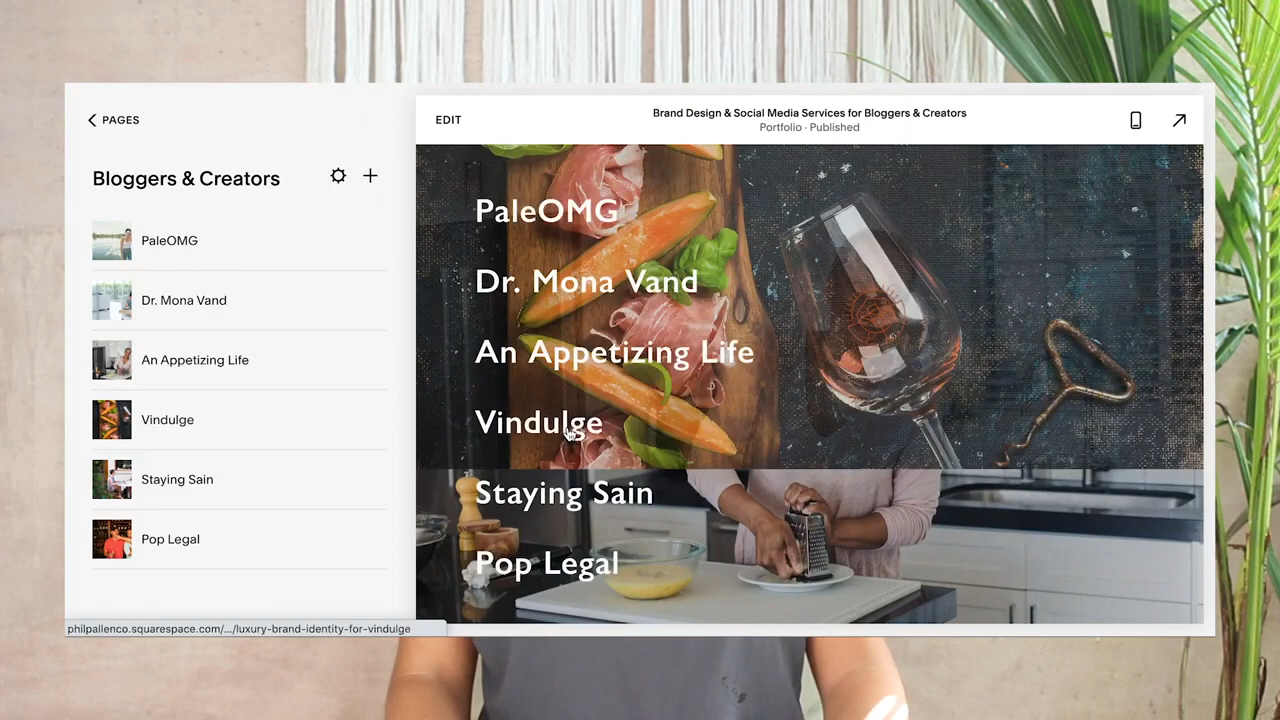 PAGES
Bloggers & Creators
PaleOMG
Dr. Mona Vand
An Appetizing Life
Vindulge
Staying Sain
Pop Legal
philpallenco.squarespace.com/.../luxury-brand-identity-for-vindulge
EDIT
Brand Design & Social Media Services for Bloggers & Creators
Portfolio · Published
PaleOMG
Dr. Mona Vand
An Appetizing Life
Vindulge
Staying Sain
Pop Legal